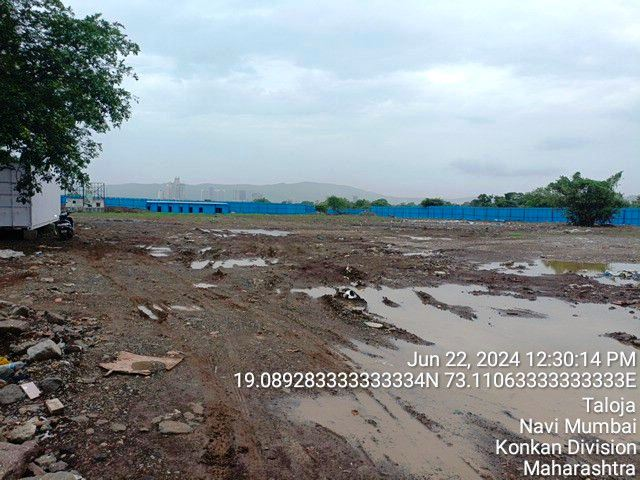 Jun 22, 2024 12:30:14 PM
19.089283333333334N 73.11063333333333E
Taloja
Navi Mumbai
Konkan Division
Maharashtra